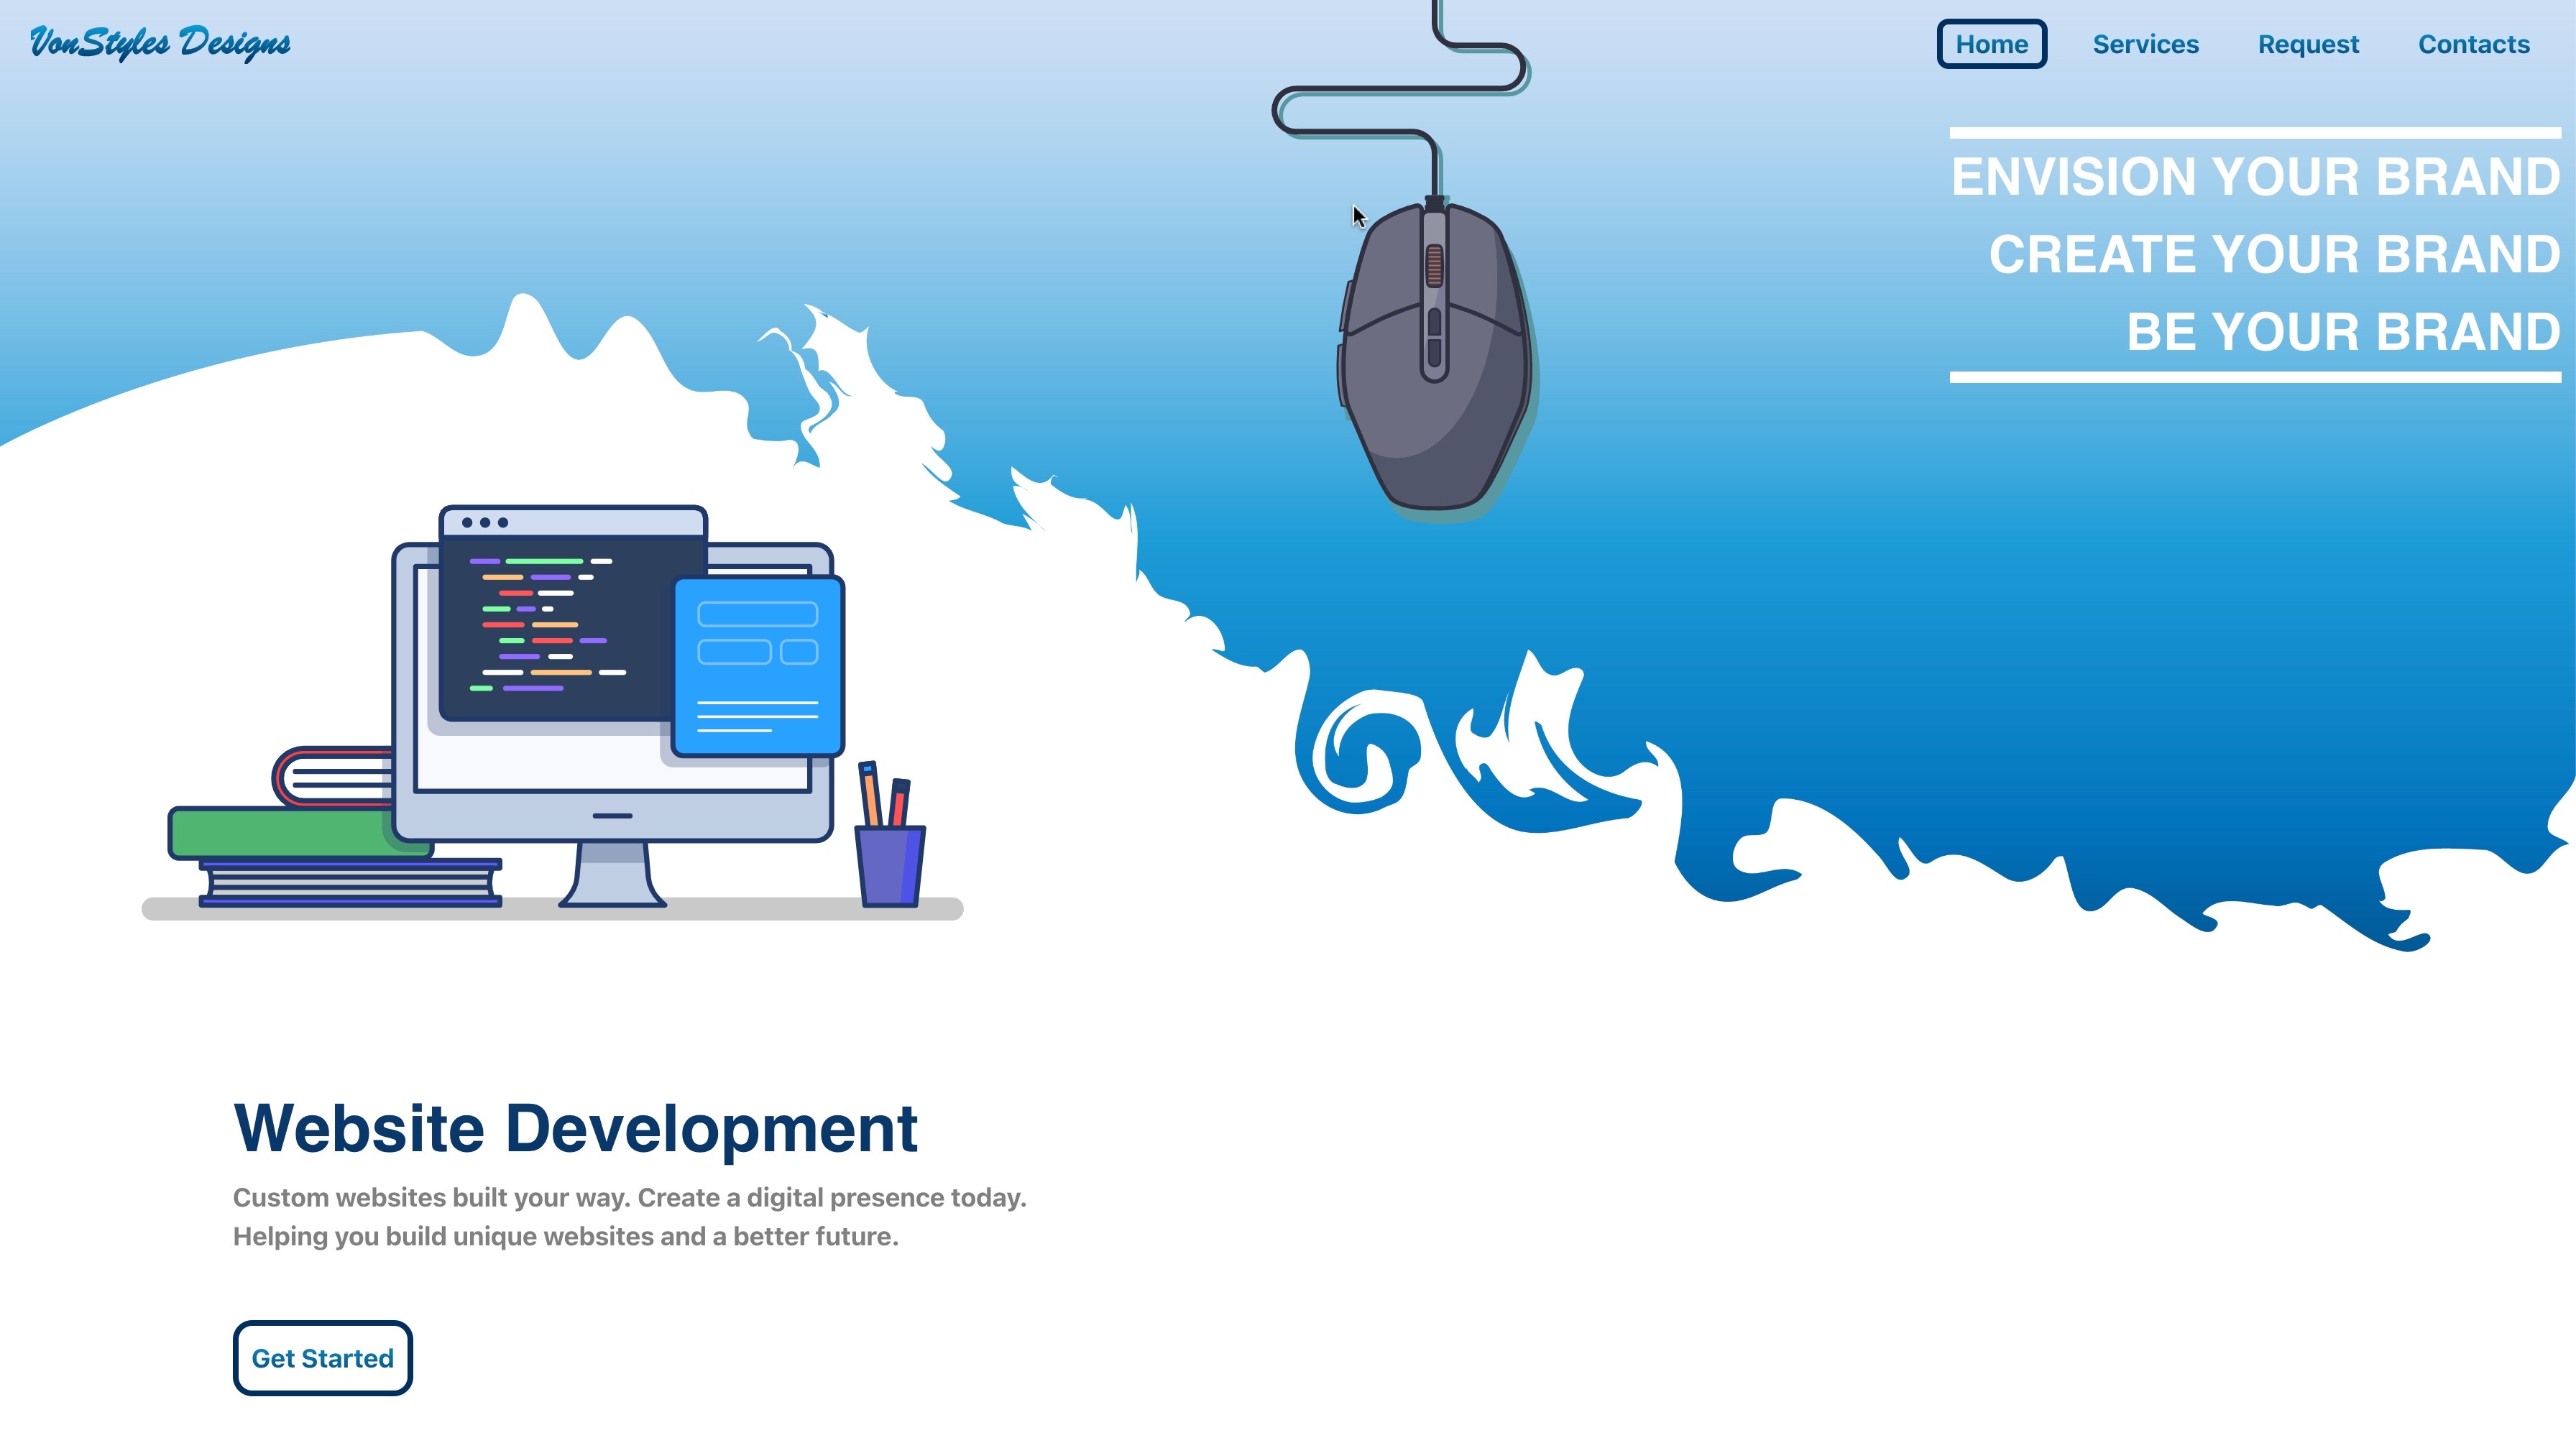 VonStyles Designs
Home
Services
Request
Contacts
ENVISION YOUR BRAND
CREATE YOUR BRAND
BE YOUR BRAND
Website Development
Custom websites built your way. Create a digital presence today.
Helping you build unique websites and a better future.
Get Started